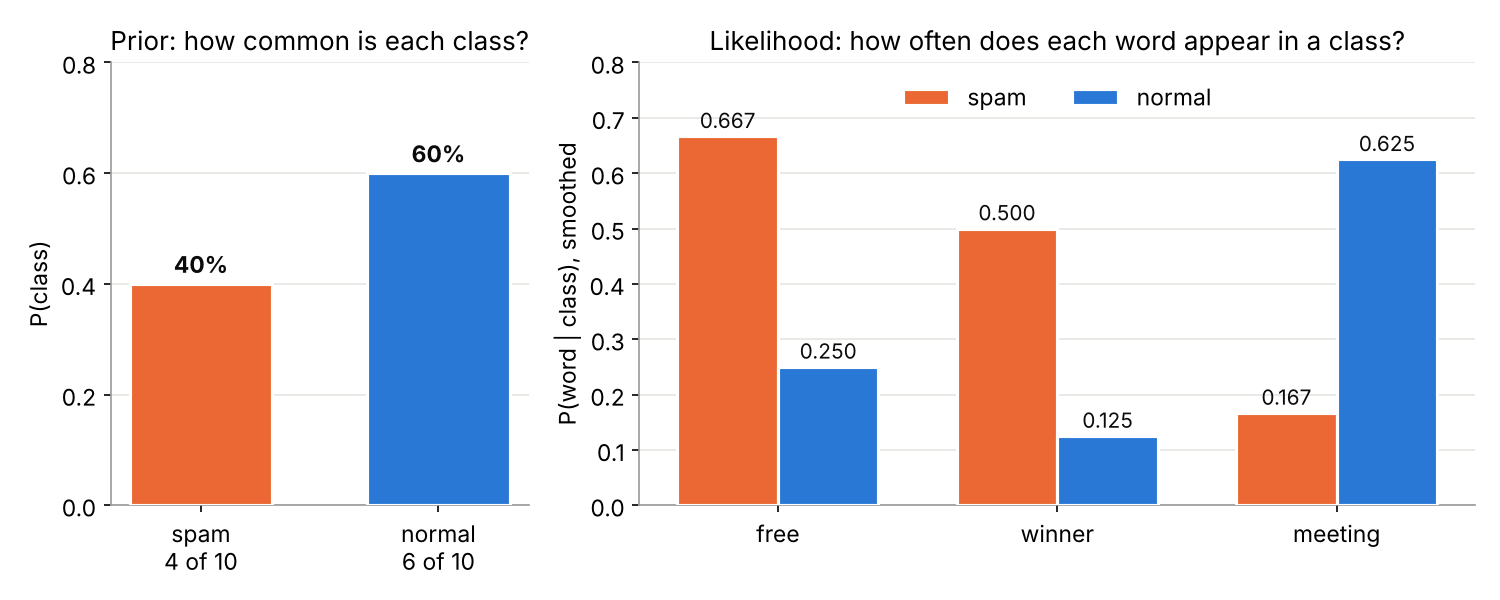 Prior: how common is each class?
P(class)
0.8
0.6
0.4
0.2
0.0
40%
60%
spam
4 of 10
normal
6 of 10
Likelihood: how often does each word appear in a class?
P(word | class), smoothed
0.8
0.7
0.6
0.5
0.4
0.3
0.2
0.1
0.0
spam
normal
0.667
0.250
0.500
0.125
0.167
0.625
free
winner
meeting